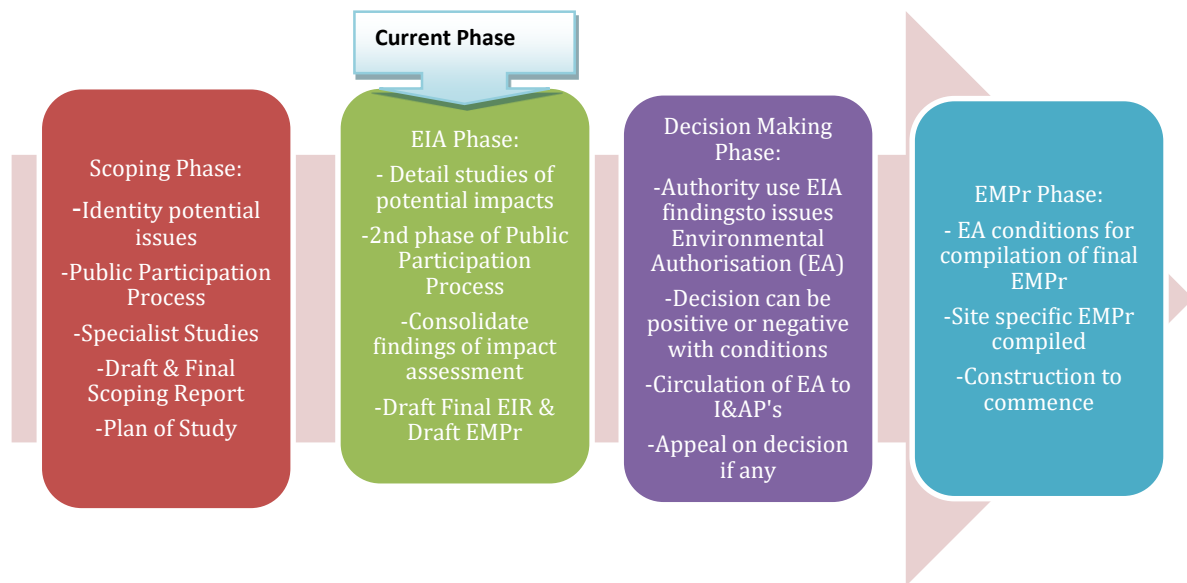 Current Phase
Scoping Phase:
-Identity potential
issues
-Public Participation
Process
-Specialist Studies
-Draft & Final
Scoping Report
-Plan of Study
EIA Phase:
- Detail studies of
potential impacts
-2nd phase of Public
Participation
Process
-Consolidate
findings of impact
assessment
-Draft Final EIR &
Draft EMPr
Decision Making
Phase:
-Authority use EIA
findingsto issues
Environmental
Authorisation (EA)
-Decision can be
positive or negative
with conditions
-Circulation of EA to
I&AP's
-Appeal on decision
if any
EMPr Phase:
- EA conditions for
compilation of final
EMPr
-Site specific EMPr
compiled
-Construction to
commence